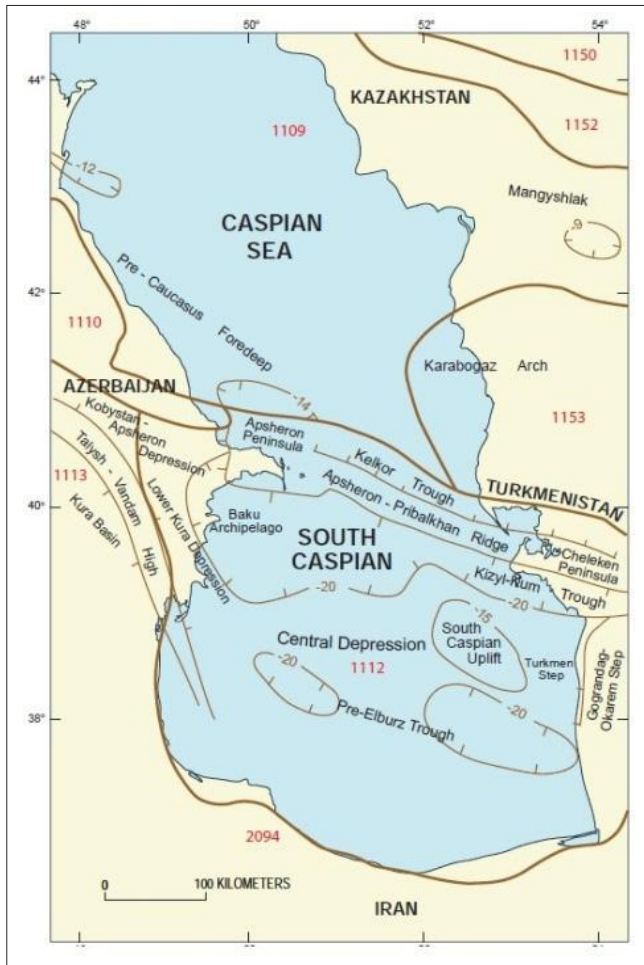 48°
50°
52°
54°
44°
1150
KAZAKHSTAN
1109
1152
-12
Mangyshlak
-9
CASPIAN
SEA
Pre - Caucasus Foredeep
42°
1110
Karabogaz Arch
AZERBAIJAN
-14
1153
Kobystan -
Apsheron
Depression
Apsheron
Peninsula
Kelkor Trough
TURKMENISTAN
1113
Talysh - Vandam High
Kura Basin
40°
Lower Kura Depression
Baku
Archipelago
Apsheron - Pribalkhan Ridge
Cheleken
Peninsula
SOUTH
CASPIAN
Kizyl-Kum Trough
-20
-20
-15
Central Depression
South
Caspian
Uplift
Turkmen
Step
Gograndag-
Okarem Step
-20
1112
38°
Pre-Elburz Trough
-20
2094
0 100 KILOMETERS
IRAN